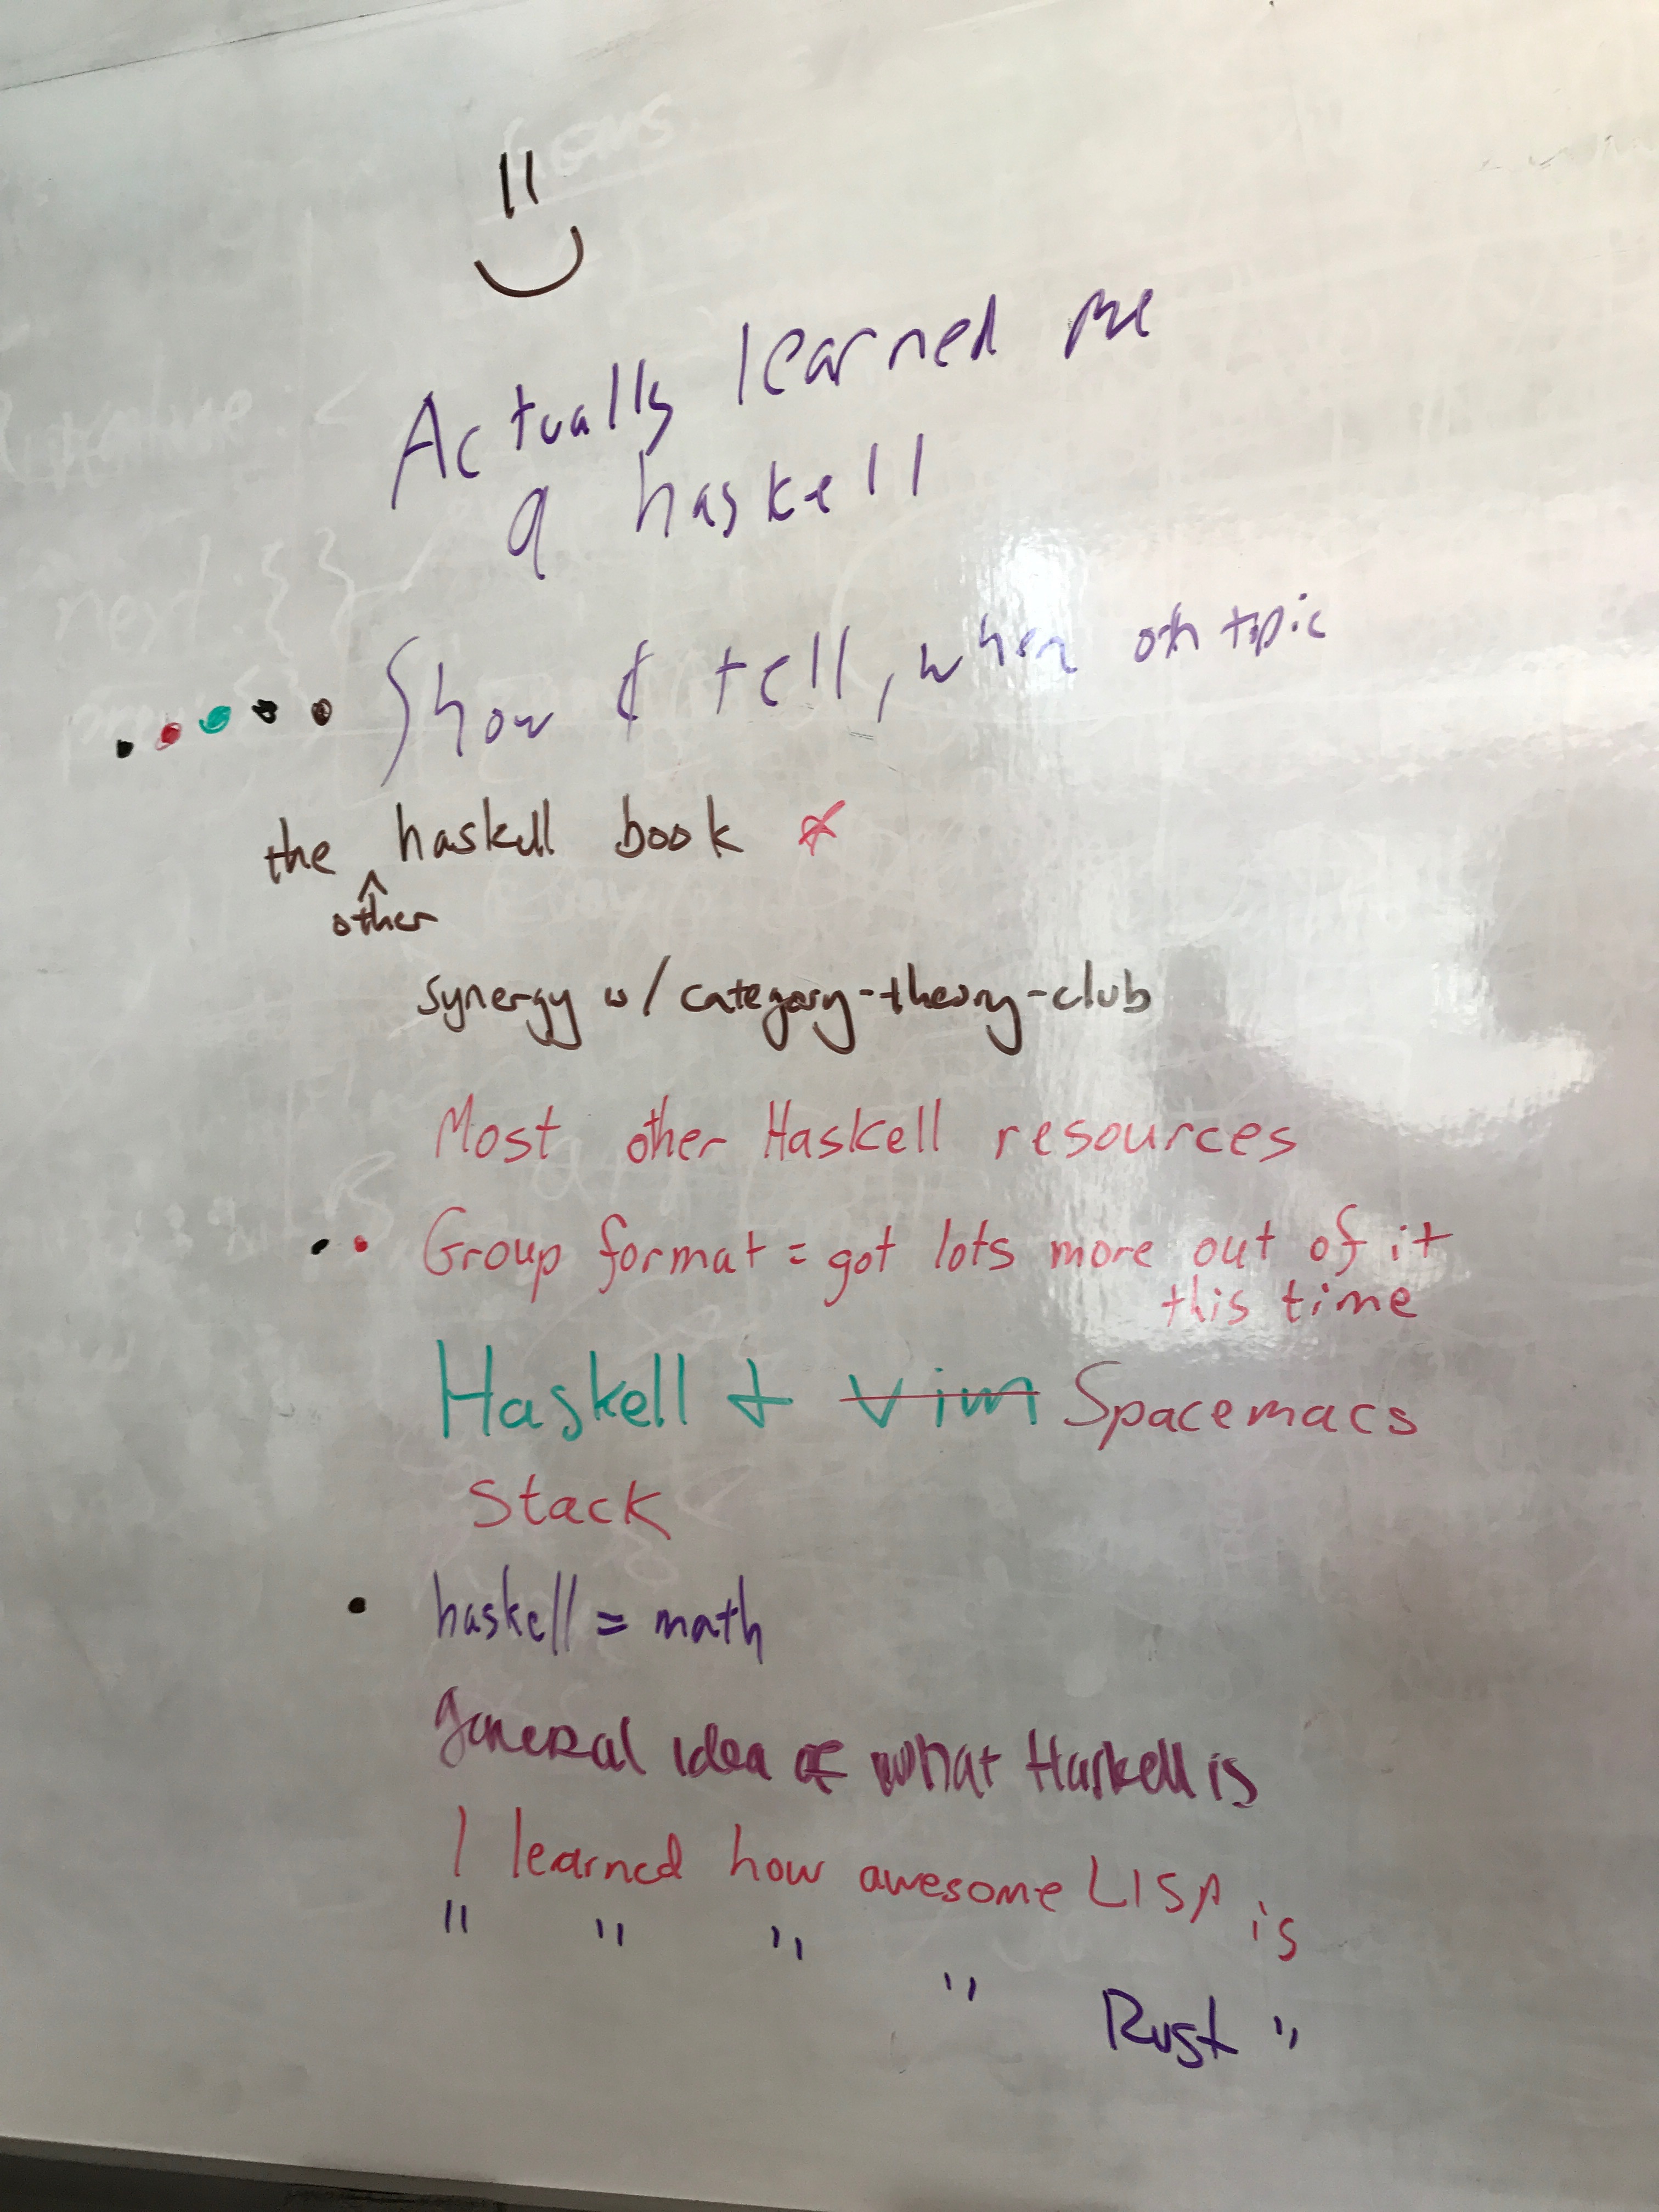 Actually learned me
a haskell
Show & tell, when on topic
the haskell book
other
synergy w/ category-theory-club
Most other Haskell resources
Group format = got lots more out of it
this time
Haskell + Vim Spacemacs
Stack
haskell = math
General idea of what Haskell is
I learned how awesome LISP is
" " " " Rust "